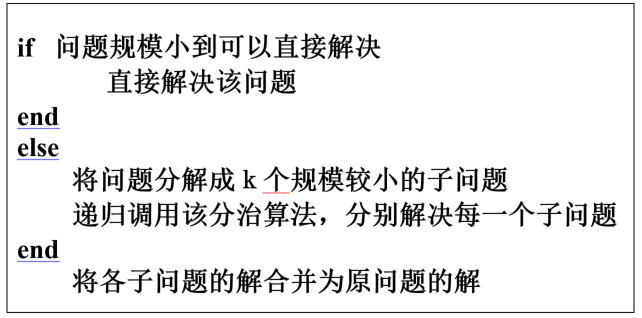 if 问题规模小到可以直接解决
直接解决该问题
end
else
将问题分解成 k 个规模较小的子问题
递归调用该分治算法，分别解决每一个子问题
end
将各子问题的解合并为原问题的解